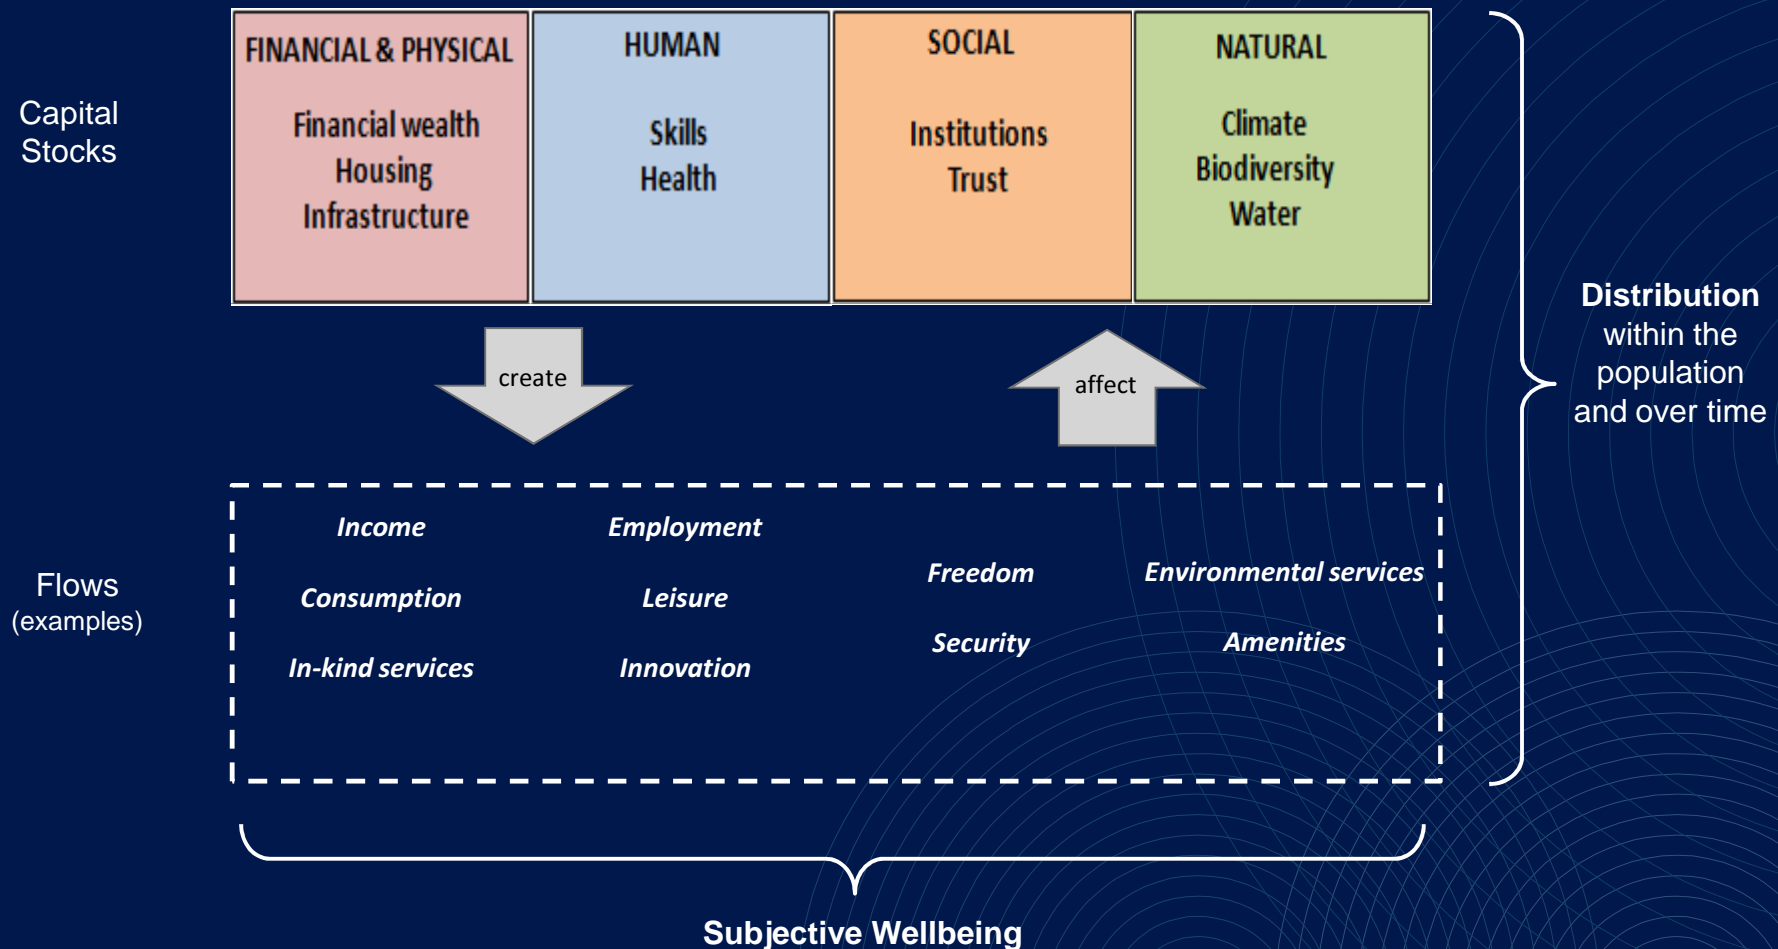 Capital
Stocks
FINANCIAL & PHYSICAL
Financial wealth
Housing
Infrastructure
HUMAN
Skills
Health
SOCIAL
Institutions
Trust
NATURAL
Climate
Biodiversity
Water
create
affect
Distribution
within the
population
and over time
Flows
(examples)
Income
Consumption
In-kind services
Employment
Leisure
Innovation
Freedom
Security
Environmental services
Amenities
Subjective Wellbeing